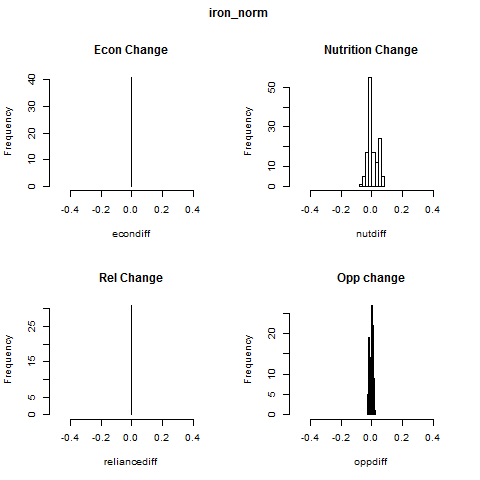 iron_norm
Econ Change
Frequency
0 10 20 30 40
-0.4 -0.2 0.0 0.2 0.4
econdiff
Nutrition Change
Frequency
0 10 30 50
-0.4 -0.2 0.0 0.2 0.4
nutdiff
Rel Change
Frequency
0 5 15 25
-0.4 -0.2 0.0 0.2 0.4
reliancediff
Opp change
Frequency
0 5 10 20
-0.4 -0.2 0.0 0.2 0.4
oppdiff